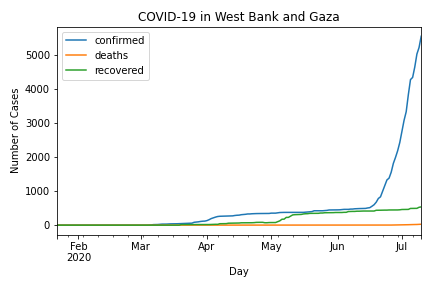 COVID-19 in West Bank and Gaza
confirmed
deaths
recovered
Number of Cases
5000
4000
3000
2000
1000
0
Feb
2020
Mar
Apr
May
Jun
Jul
Day